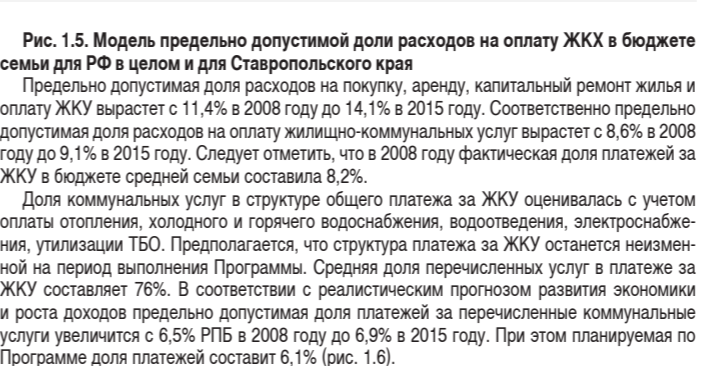 Рис. 1.5. Модель предельно допустимой доли расходов на оплату ЖКХ в бюджете
семьи для РФ в целом и для Ставропольского края
Предельно допустимая доля расходов на покупку, аренду, капитальный ремонт жилья и
оплату ЖКУ вырастет с 11,4% в 2008 году до 14,1% в 2015 году. Соответственно предельно
допустимая доля расходов на оплату жилищно-коммунальных услуг вырастет с 8,6% в 2008
году до 9,1% в 2015 году. Следует отметить, что в 2008 году фактическая доля платежей за
ЖКУ в бюджете средней семьи составила 8,2%.
Доля коммунальных услуг в структуре общего платежа за ЖКУ оценивалась с учетом
оплаты отопления, холодного и горячего водоснабжения, водоотведения, электроснабже-
ния, утилизации ТБО. Предполагается, что структура платежа за ЖКУ останется неизмен-
ной на период выполнения Программы. Средняя доля перечисленных услуг в платеже за
ЖКУ составляет 76%. В соответствии с реалистическим прогнозом развития экономики
и роста доходов предельно допустимая доля платежей за перечисленные коммунальные
услуги увеличится с 6,5% РПБ в 2008 году до 6,9% в 2015 году. При этом планируемая по
Программе доля платежей составит 6,1% (рис. 1.6).